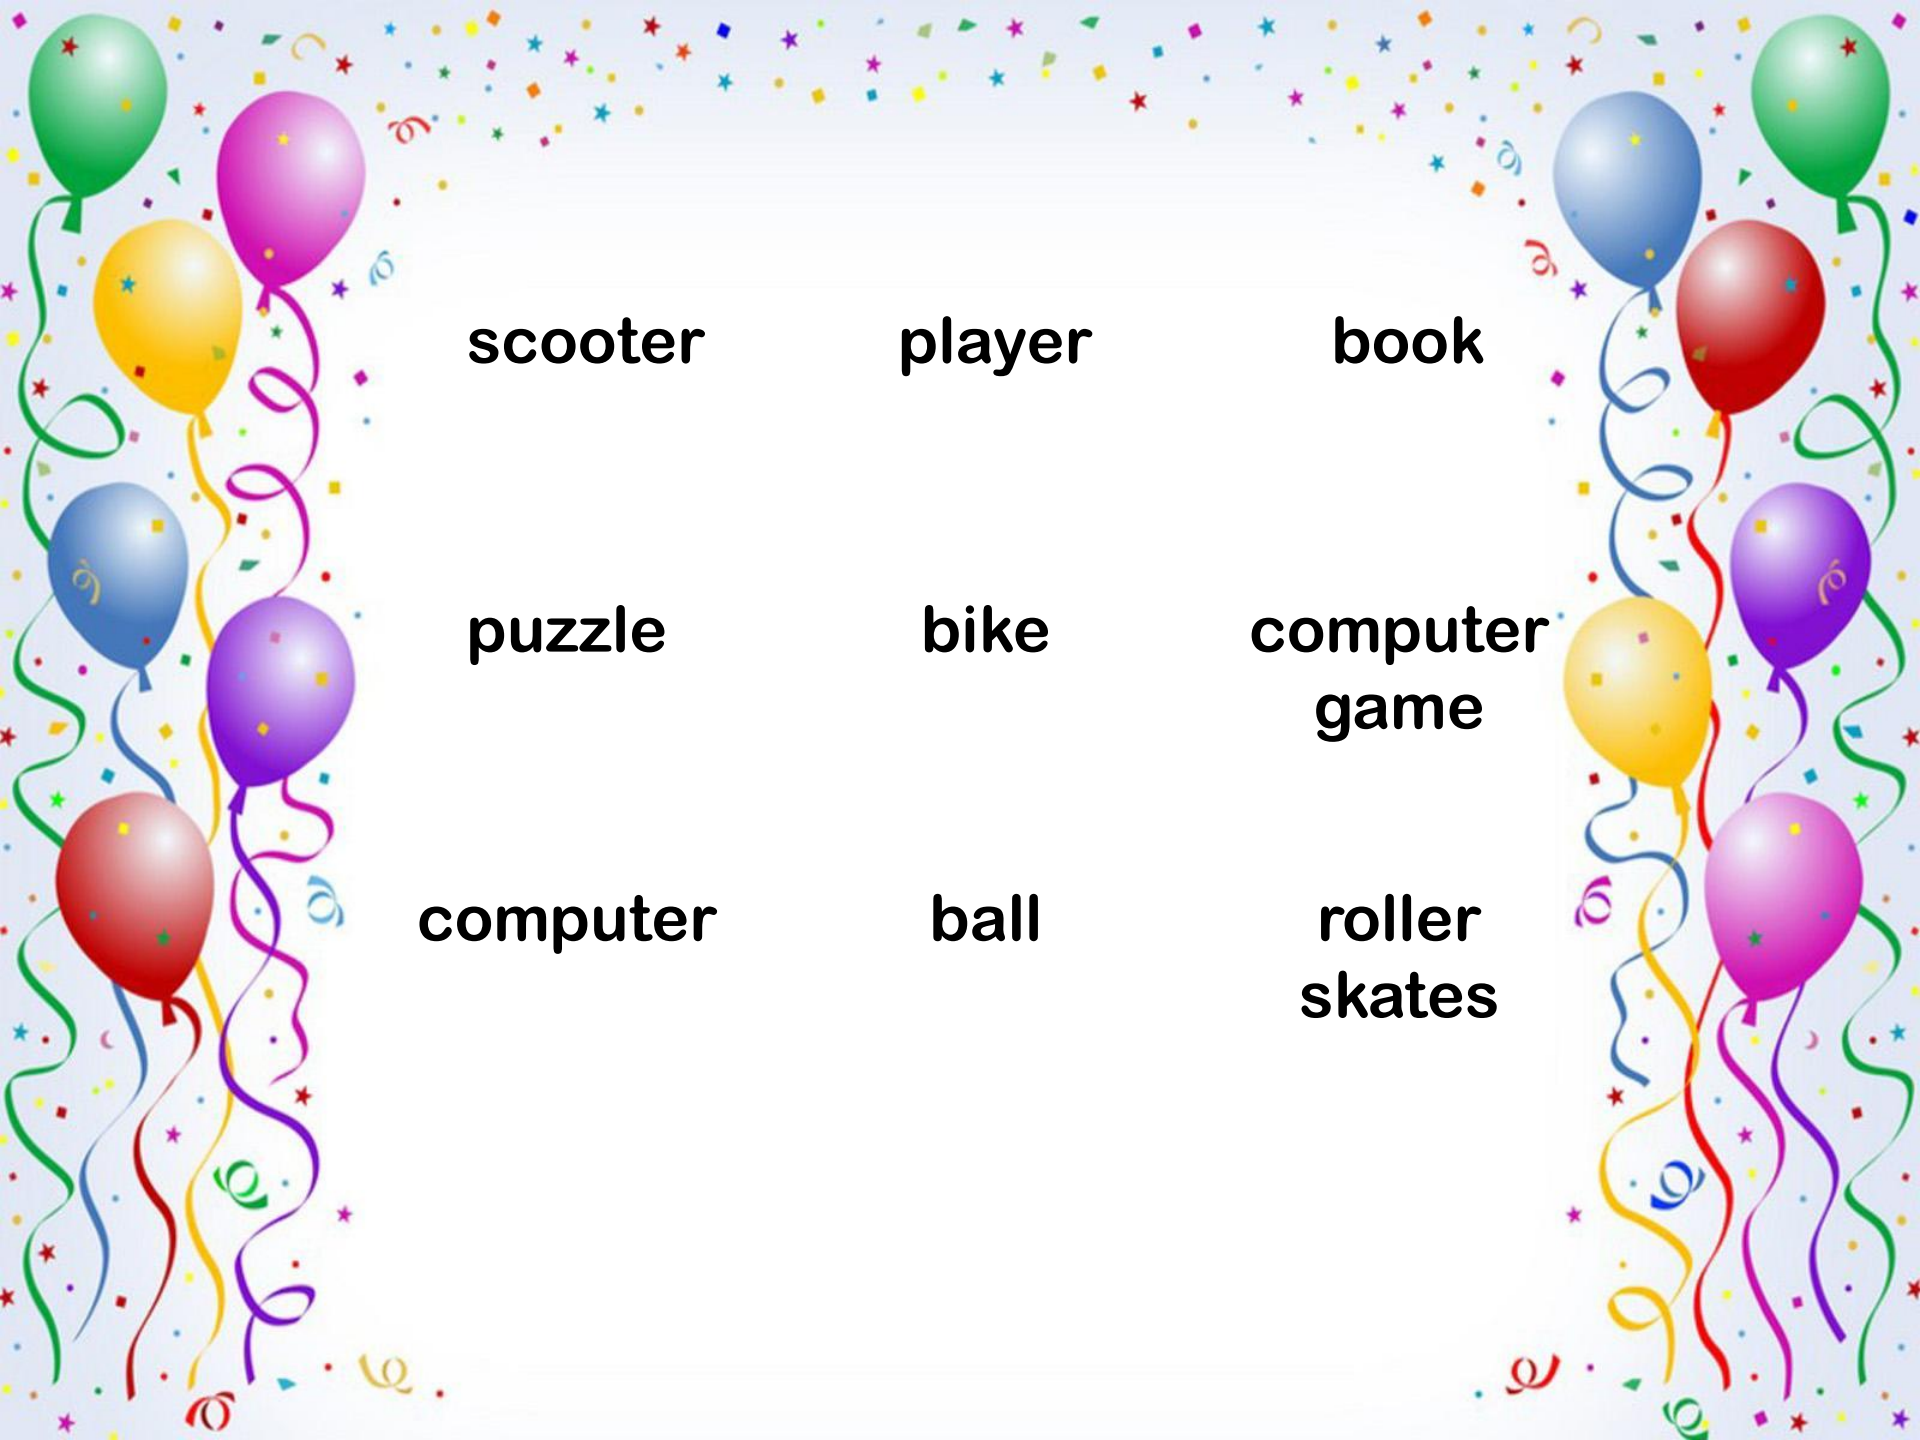 scooter player book
puzzle bike computer
game
computer ball roller
skates